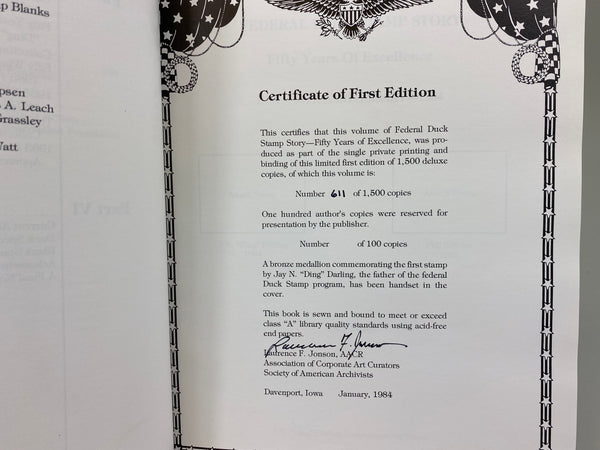 p Blanks
psen
A. Leach
Grassley
Watt
Certificate of First Edition
This certifies that this volume of Federal Duck
Stamp Story—Fifty Years of Excellence, was pro-
duced as part of the single private printing and
binding of this limited first edition of 1,500 deluxe
copies, of which this volume is:
Number 611 of 1,500 copies
One hundred author's copies were reserved for
presentation by the publisher.
Number of 100 copies
A bronze medallion commemorating the first stamp
by Jay N. "Ding" Darling, the father of the federal
Duck Stamp program, has been handset in the
cover.
This book is sewn and bound to meet or exceed
class "A" library quality standards using acid-free
end papers.
Laurence F. Jonson, AACR
Association of Corporate Art Curators
Society of American Archivists
Davenport, Iowa January, 1984